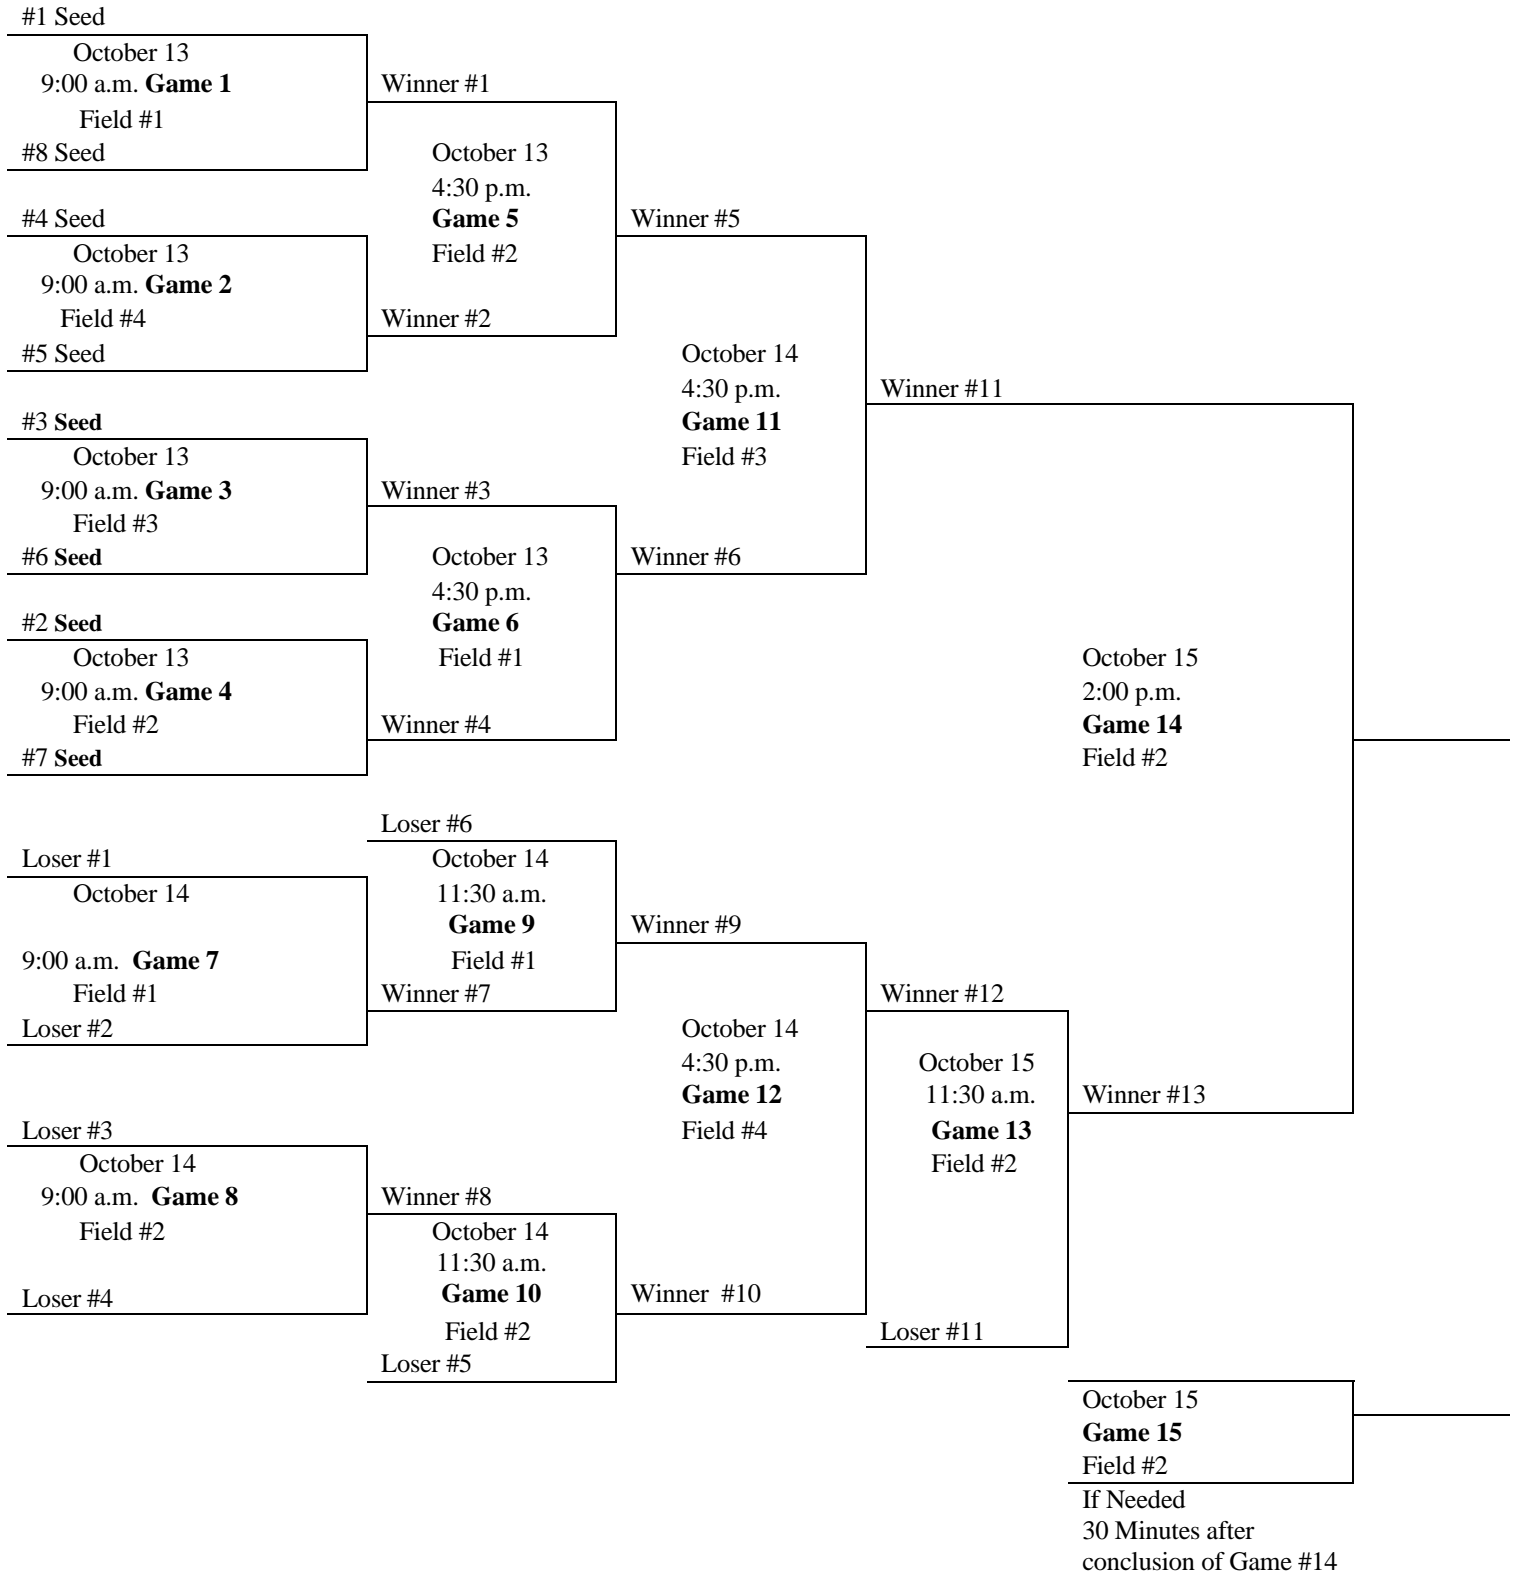 #1 Seed
October 13
9:00 a.m. Game 1
Field #1
#8 Seed
#4 Seed
October 13
9:00 a.m. Game 2
Field #4
#5 Seed
#3 Seed
October 13
9:00 a.m. Game 3
Field #3
#6 Seed
#2 Seed
October 13
9:00 a.m. Game 4
Field #2
#7 Seed
Loser #1
October 14
9:00 a.m. Game 7
Field #1
Loser #2
Loser #3
October 14
9:00 a.m. Game 8
Field #2
Loser #4
Winner #1
October 13
4:30 p.m.
Game 5
Field #2
Winner #2
Winner #3
October 13
4:30 p.m.
Game 6
Field #1
Winner #4
Loser #6
October 14
11:30 a.m.
Game 9
Field #1
Winner #7
Winner #8
October 14
11:30 a.m.
Game 10
Field #2
Loser #5
Winner #5
October 14
4:30 p.m.
Game 11
Field #3
Winner #6
Winner #9
October 14
4:30 p.m.
Game 12
Field #4
Winner #10
Winner #11
Winner #12
October 15
11:30 a.m.
Game 13
Field #2
Loser #11
October 15
2:00 p.m.
Game 14
Field #2
Winner #13
October 15
Game 15
Field #2
If Needed
30 Minutes after
conclusion of Game #14